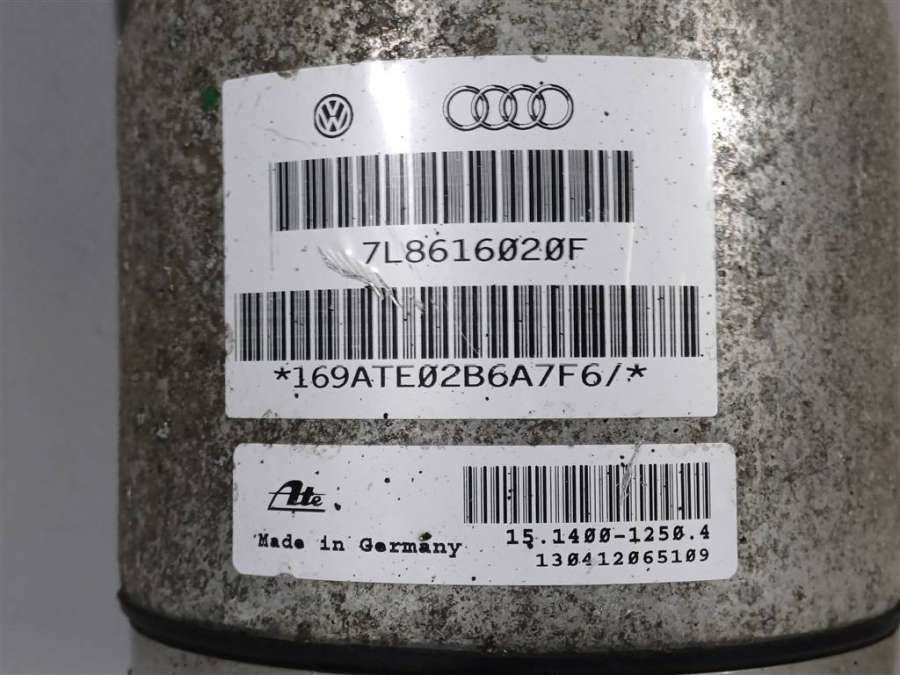 7L8616020F
*169ATE02B6A7F6/*
Ate
Made in Germany
15.1400-1250.4
130412065109